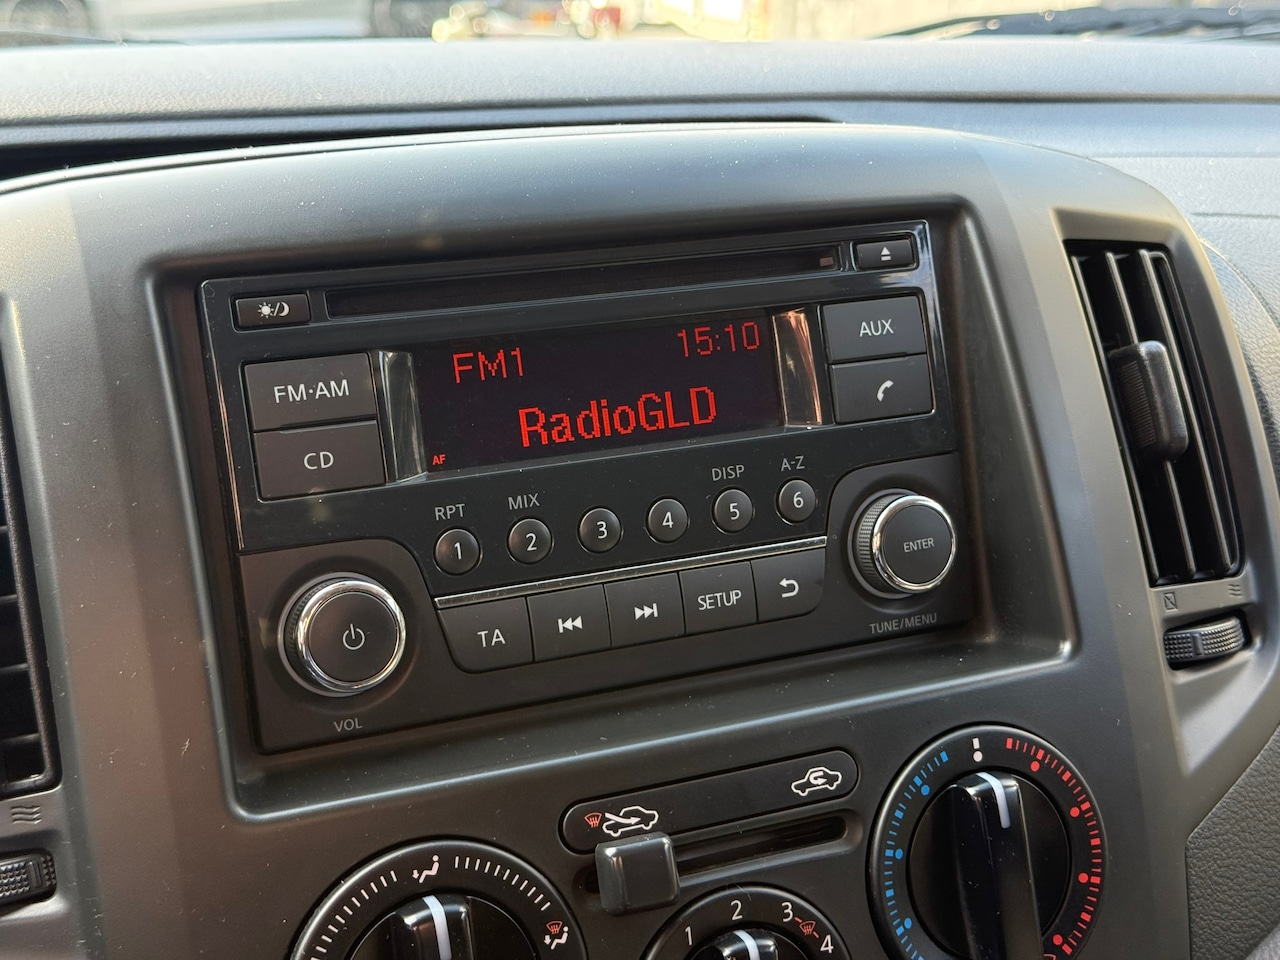 FM·AM
CD
FM1
15:10
RadioGLD
AF
AUX
RPT
MIX
DISP
A-Z
1
2
3
4
5
6
TA
SETUP
ENTER
TUNE/MENU
VOL
1
2
3
4